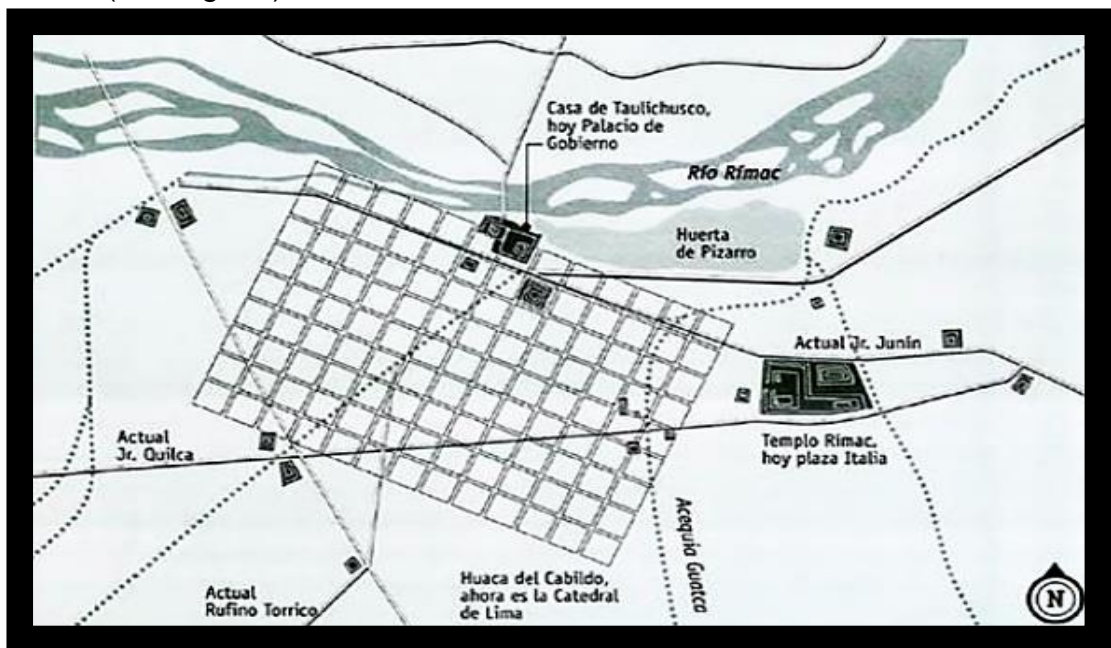 Casa de Taulichusco,
hoy Palacio de
Gobierno
Río Rímac
Huerta
de Pizarro
Actual Jr. Junín
Actual
Jr. Quilca
Templo Rimac,
hoy plaza Italia
Acequia Guatca
Huaca del Cabildo,
ahora es la Catedral
de Lima
Actual
Rufino Torrico
N